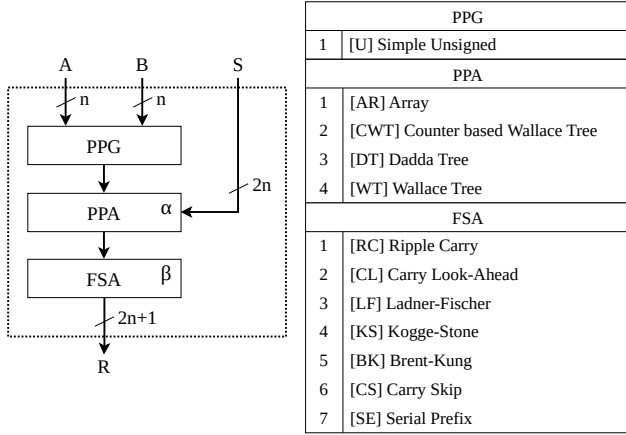 A B S
n n
PPG
2n
PPA α
FSA β
2n+1
R
PPG
1 [U] Simple Unsigned
PPA
1 [AR] Array
2 [CWT] Counter based Wallace Tree
3 [DT] Dadda Tree
4 [WT] Wallace Tree
FSA
1 [RC] Ripple Carry
2 [CL] Carry Look-Ahead
3 [LF] Ladner-Fischer
4 [KS] Kogge-Stone
5 [BK] Brent-Kung
6 [CS] Carry Skip
7 [SE] Serial Prefix